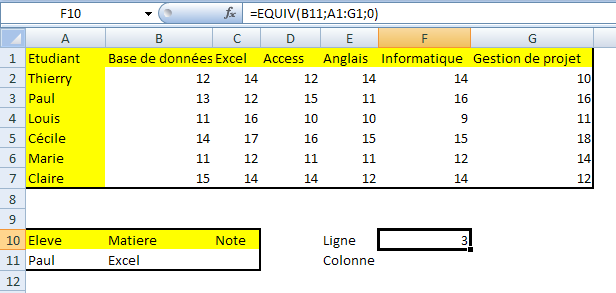 F10 fx =EQUIV(B11;A1:G1;0)
A B C D E F G
1 Etudiant Base de données Excel Access Anglais Informatique Gestion de projet
2 Thierry 12 14 12 14 14 10
3 Paul 13 12 15 11 16 16
4 Louis 11 16 10 10 9 11
5 Cécile 14 17 16 15 15 18
6 Marie 11 12 11 11 12 14
7 Claire 15 14 14 12 14 12
8
9
10 Eleve Matiere Note Ligne 3
11 Paul Excel Colonne
12